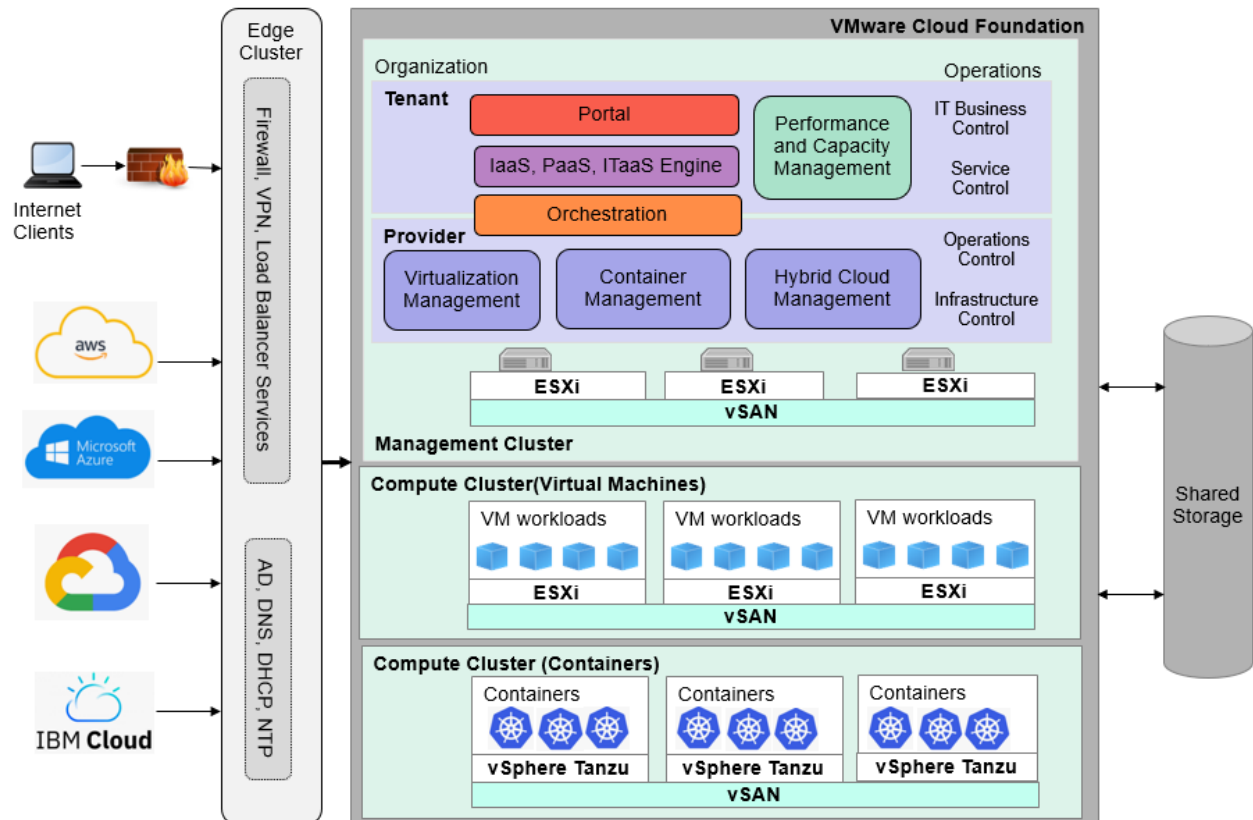 Edge
Cluster
Firewall, VPN, Load Balancer Services
AD, DNS, DHCP, NTP
Internet
Clients
aws
Microsoft
Azure
IBM Cloud
VMware Cloud Foundation
Organization
Operations
Tenant
Portal
IaaS, PaaS, ITaaS Engine
Orchestration
Performance
and Capacity
Management
IT Business
Control
Service
Control
Provider
Virtualization
Management
Container
Management
Hybrid Cloud
Management
Operations
Control
Infrastructure
Control
ESXi
ESXi
ESXi
vSAN
Management Cluster
Compute Cluster(Virtual Machines)
VM workloads
VM workloads
VM workloads
ESXi
ESXi
ESXi
vSAN
Compute Cluster (Containers)
Containers
Containers
Containers
vSphere Tanzu
vSphere Tanzu
vSphere Tanzu
vSAN
Shared
Storage